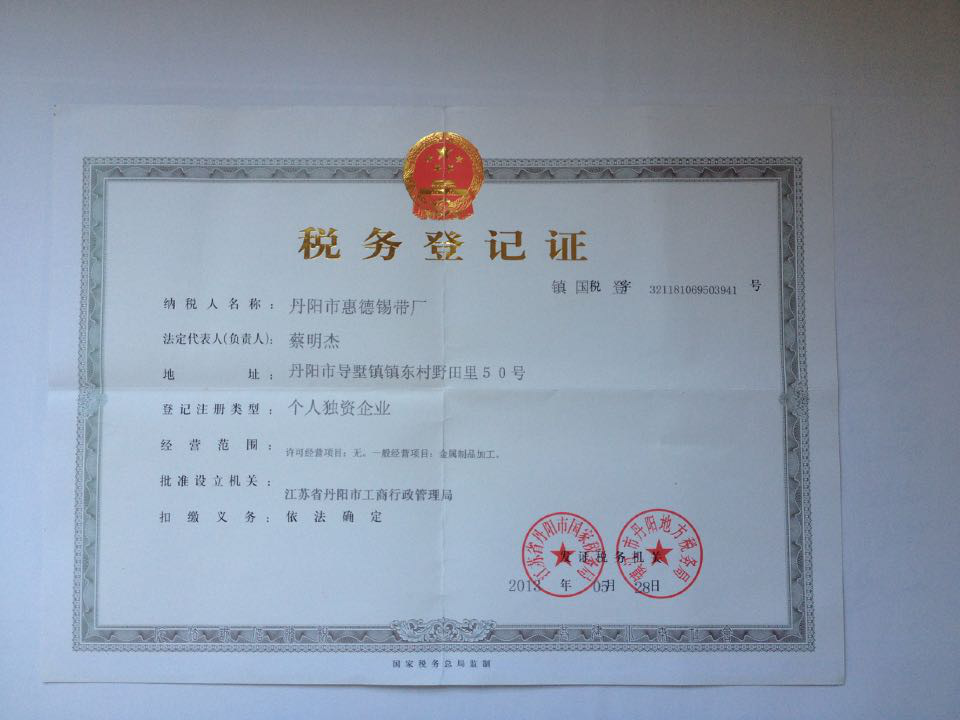 税务登记证
镇国税登字 321181069503941 号
纳税人名称: 丹阳市惠德锡带厂
法定代表人(负责人): 蔡明杰
地址: 丹阳市导墅镇镇东村野田里50号
登记注册类型: 个人独资企业
经营范围: 许可经营项目:无。一般经营项目:金属制品加工。
批准设立机关: 江苏省丹阳市工商行政管理局
扣缴义务: 依法确定
江苏省丹阳市国家税务局
镇江市丹阳地方税务局
发证税务机关
2013 年 05月 28日
国家税务总局监制